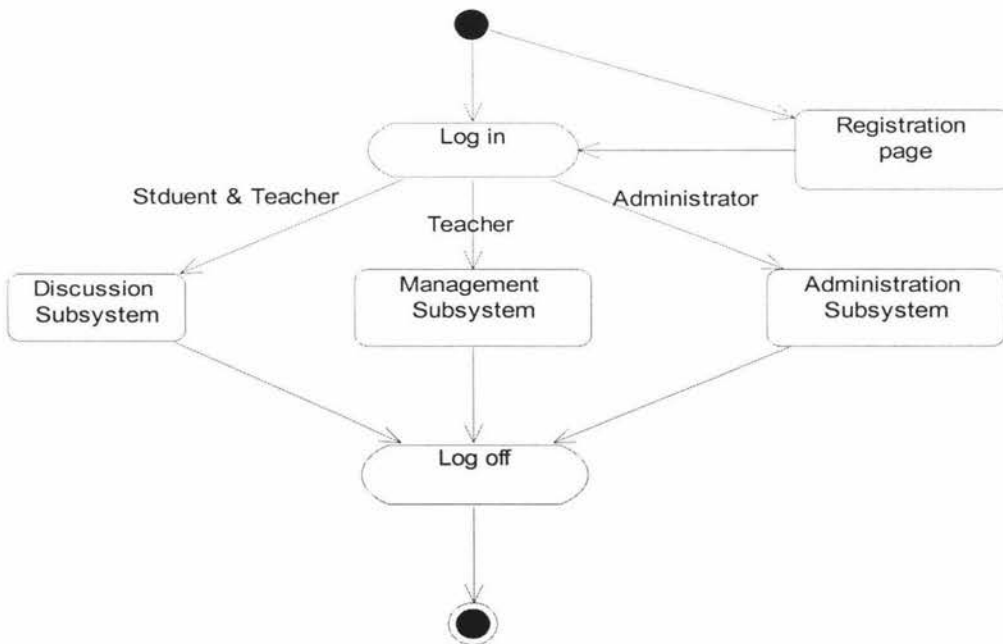 Log in
Registration
page
Stduent & Teacher
Teacher
Administrator
Discussion
Subsystem
Management
Subsystem
Administration
Subsystem
Log off